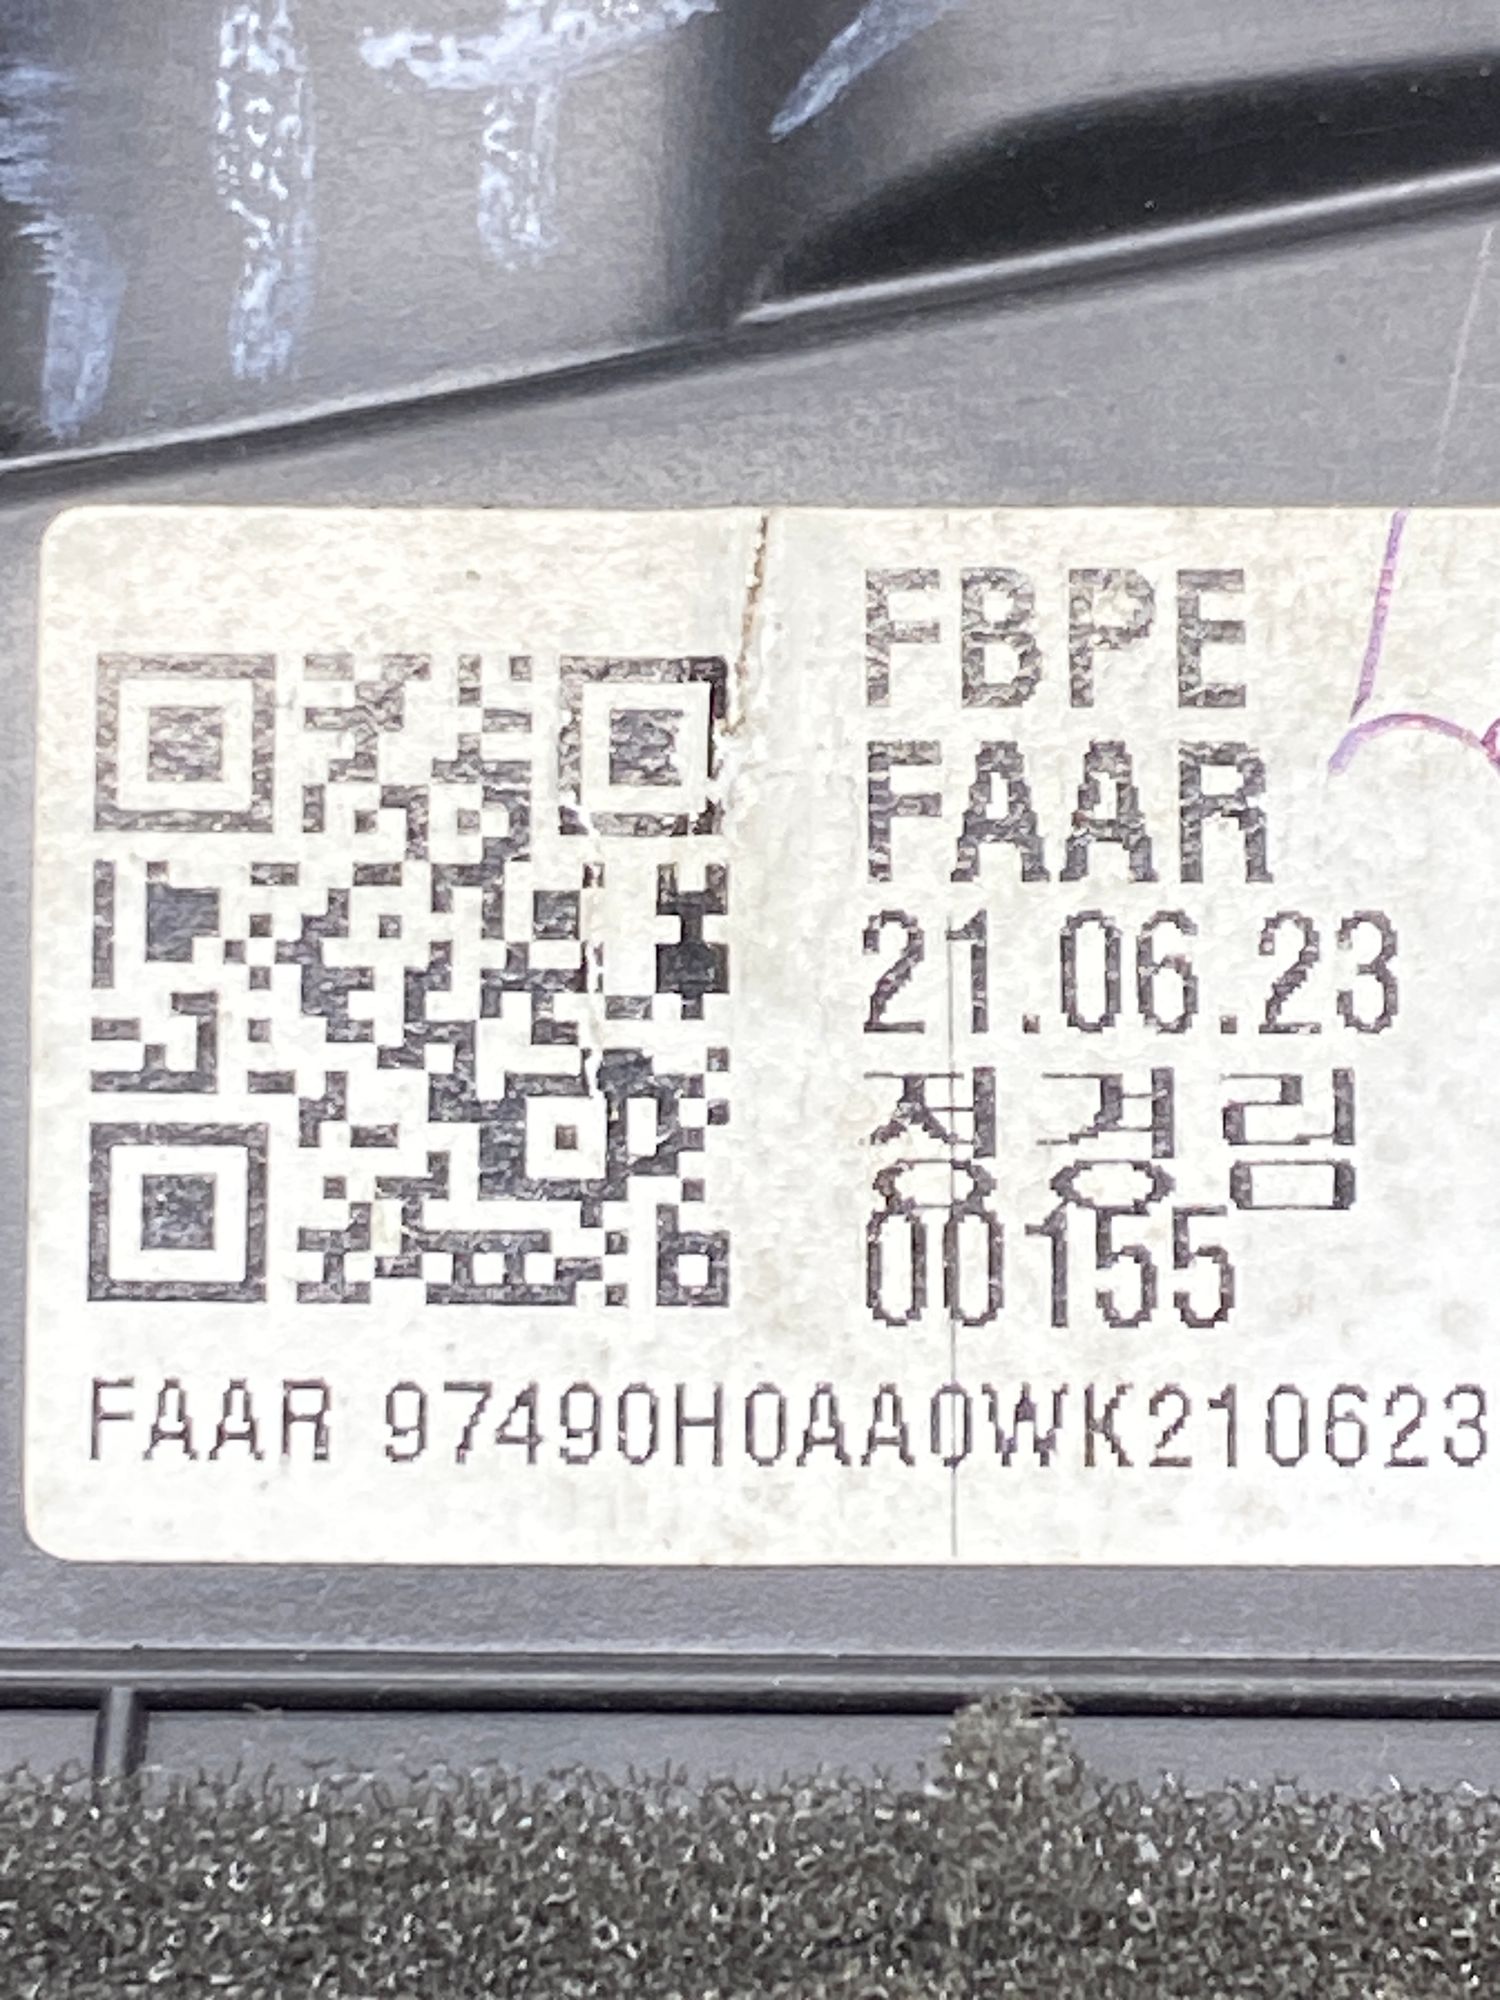 FBPE
FAAR
21.06.23
정경림
00155
FAAR 97490H0AA0WK210623